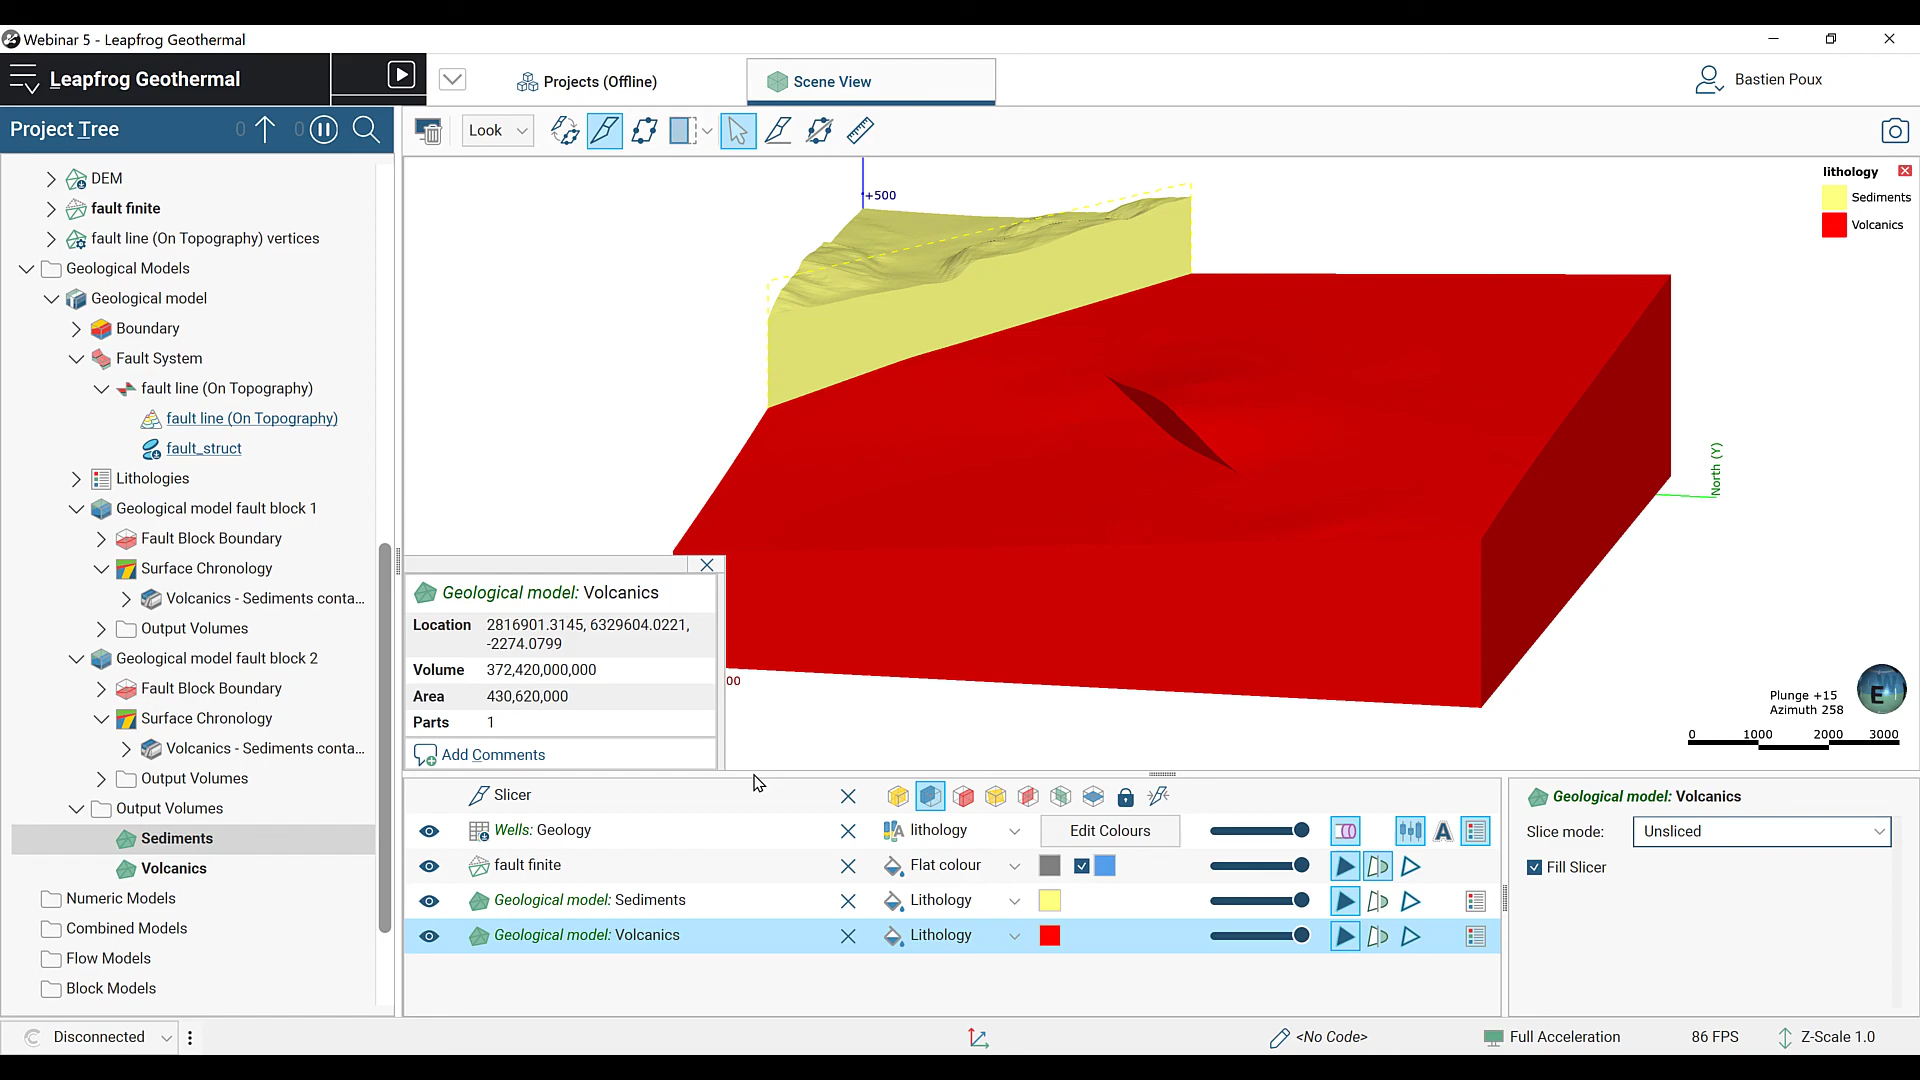 Webinar 5 - Leapfrog Geothermal
Leapfrog Geothermal
Projects (Offline)
Scene View
Bastien Poux
Project Tree
0
0
Look
DEM
fault finite
fault line (On Topography) vertices
Geological Models
Geological model
Boundary
Fault System
fault line (On Topography)
fault line (On Topography)
fault_struct
Lithologies
Geological model fault block 1
Fault Block Boundary
Surface Chronology
Volcanics - Sediments conta...
Output Volumes
Geological model fault block 2
Fault Block Boundary
Surface Chronology
Volcanics - Sediments conta...
Output Volumes
Output Volumes
Sediments
Volcanics
Numeric Models
Combined Models
Flow Models
Block Models
+500
lithology
Sediments
Volcanics
North (Y)
00
Plunge +15
Azimuth 258
E
0 1000 2000 3000
Geological model: Volcanics
Location 2816901.3145, 6329604.0221,
-2274.0799
Volume 372,420,000,000
Area 430,620,000
Parts 1
Add Comments
Slicer
Wells: Geology lithology Edit Colours A
fault finite Flat colour
Geological model: Sediments Lithology
Geological model: Volcanics Lithology
Geological model: Volcanics
Slice mode: Unsliced
Fill Slicer
Disconnected
<No Code>
Full Acceleration
86 FPS
Z-Scale 1.0